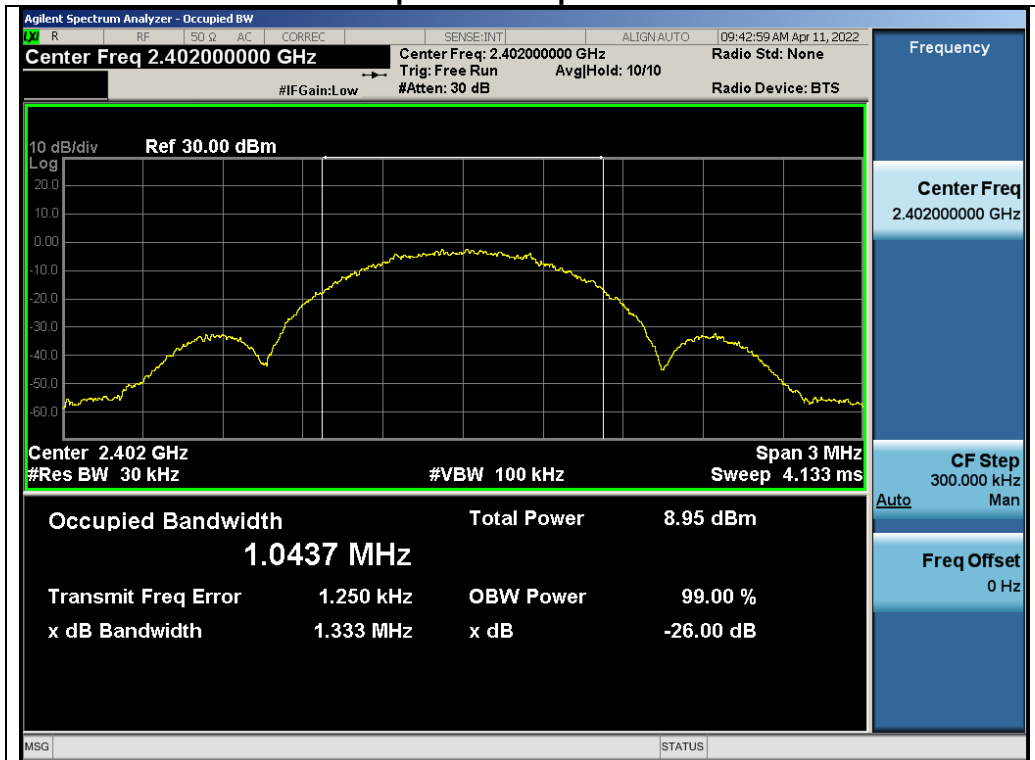 Agilent Spectrum Analyzer - Occupied BW
LXI R RF 50 Ω AC CORREC SENSE:INT ALIGN AUTO 09:42:59 AM Apr 11, 2022
Center Freq 2.402000000 GHz Center Freq: 2.402000000 GHz Radio Std: None
Trig: Free Run Avg|Hold: 10/10
#IFGain:Low #Atten: 30 dB Radio Device: BTS
10 dB/div Ref 30.00 dBm
Log
20.0
10.0
0.00
-10.0
-20.0
-30.0
-40.0
-50.0
-60.0
Center 2.402 GHz Span 3 MHz
#Res BW 30 kHz #VBW 100 kHz Sweep 4.133 ms
Occupied Bandwidth Total Power 8.95 dBm
1.0437 MHz
Transmit Freq Error 1.250 kHz OBW Power 99.00 %
x dB Bandwidth 1.333 MHz x dB -26.00 dB
MSG STATUS
Frequency
Center Freq
2.402000000 GHz
CF Step
300.000 kHz
Auto Man
Freq Offset
0 Hz